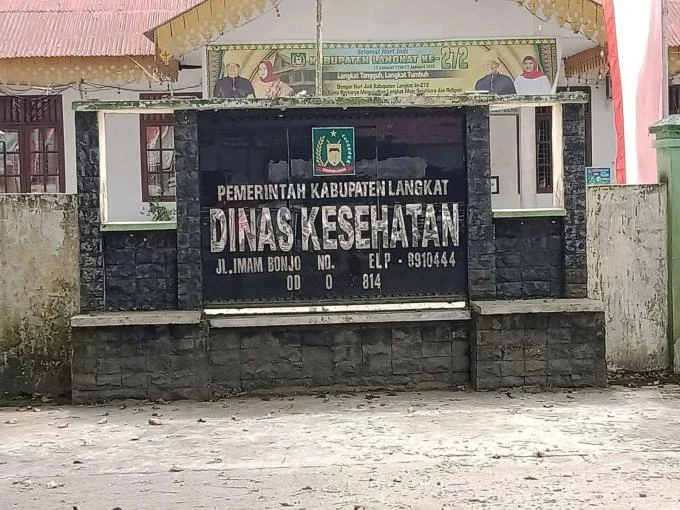 Selamat Hari Jadi
KABUPATEN LANGKAT KE-272
Langkat Tangguh, Langkat Tumbuh
PEMERINTAH KABUPATEN LANGKAT
DINAS KESEHATAN
JL.IMAM BONJO NO. ELP - 8910444
OD O 814